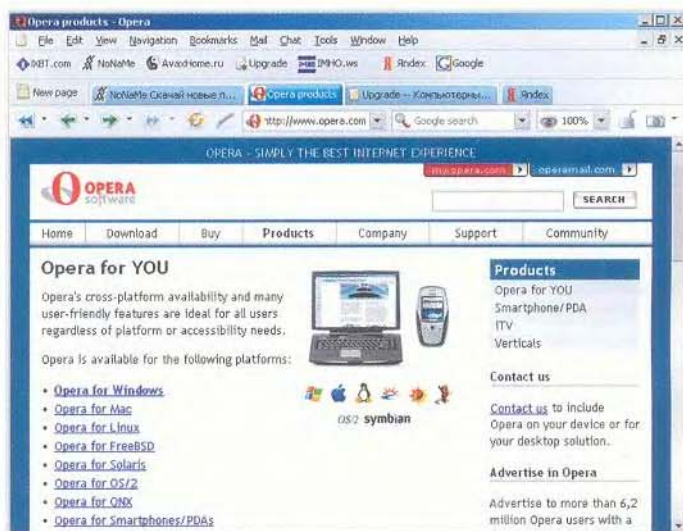 Opera products - Opera
File Edit View Navigation Bookmarks Mail Chat Tools Window Help
iXBT.com NoNaMe AvaxHome.ru Upgrade IMHO.ws Яndex Google
New page NoNaMe Скачай новые п... Opera products Upgrade -- Компьютерны... Яndex
http://www.opera.com Google search 100%
OPERA - SIMPLY THE BEST INTERNET EXPERIENCE
my.opera.com operamail.com
OPERA
software
SEARCH
Home Download Buy Products Company Support Community
Opera for YOU
Opera's cross-platform availability and many
user-friendly features are ideal for all users
regardless of platform or accessibility needs.
Opera is available for the following platforms:
• Opera for Windows
• Opera for Mac
• Opera for Linux
• Opera for FreeBSD
• Opera for Solaris
• Opera for OS/2
• Opera for QNX
• Opera for Smartphones/PDAs
OS/2 symbian
Products
Opera for YOU
Smartphone/PDA
iTV
Verticals
Contact us
Contact us to include
Opera on your device or for
your desktop solution.
Advertise in Opera
Advertise to more than 6,2
million Opera users with a